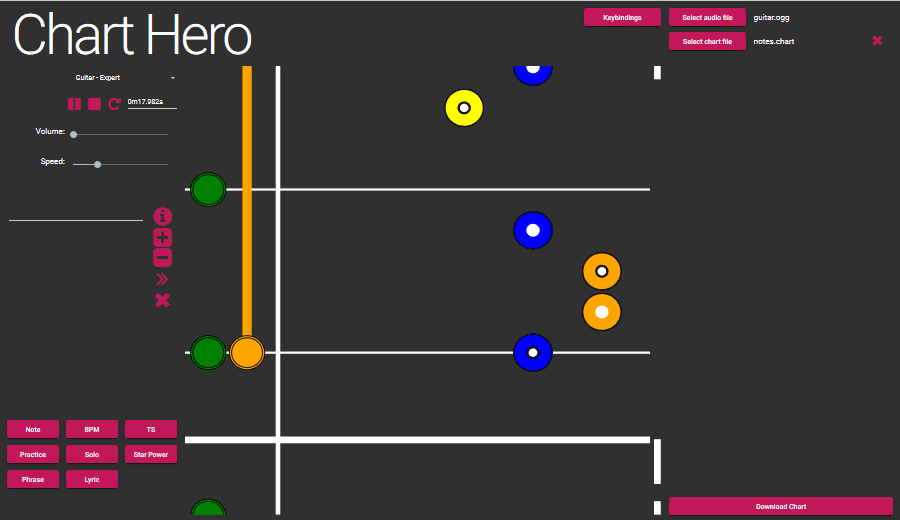 Chart Hero
Keybindings
Select audio file
guitar.ogg
Select chart file
notes.chart
Guitar - Expert
0m17.982s
Volume:
Speed:
Note
BPM
TS
Practice
Solo
Star Power
Phrase
Lyric
Download Chart